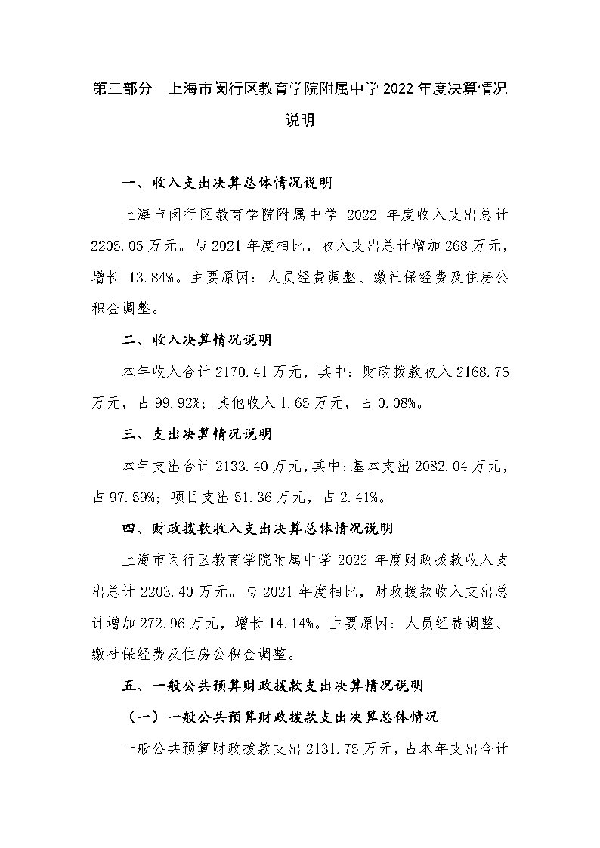 第三部分 上海市闵行区教育学院附属中学 2022 年度决算情况
说明
一、收入支出决算总体情况说明
上海市闵行区教育学院附属中学 2022 年度收入支出总计
2208.05 万元。与 2021 年度相比，收入支出总计增加 268 万元，
增长 13.84%。主要原因：人员经费调整、缴社保经费及住房公
积金调整。
二、收入决算情况说明
本年收入合计 2170.41 万元，其中：财政拨款收入 2168.75
万元，占 99.92%；其他收入 1.66 万元，占 0.08%。
三、支出决算情况说明
本年支出合计 2133.40 万元，其中：基本支出 2082.04 万元，
占 97.59%；项目支出 51.36 万元，占 2.41%。
四、财政拨款收入支出决算总体情况说明
上海市闵行区教育学院附属中学 2022 年度财政拨款收入支
出总计 2203.40 万元。与 2021 年度相比，财政拨款收入支出总
计增加 272.96 万元，增长 14.14%。主要原因：人员经费调整、
缴社保经费及住房公积金调整。
五、一般公共预算财政拨款支出决算情况说明
（一）一般公共预算财政拨款支出决算总体情况
一般公共预算财政拨款支出 2131.75 万元，占本年支出合计